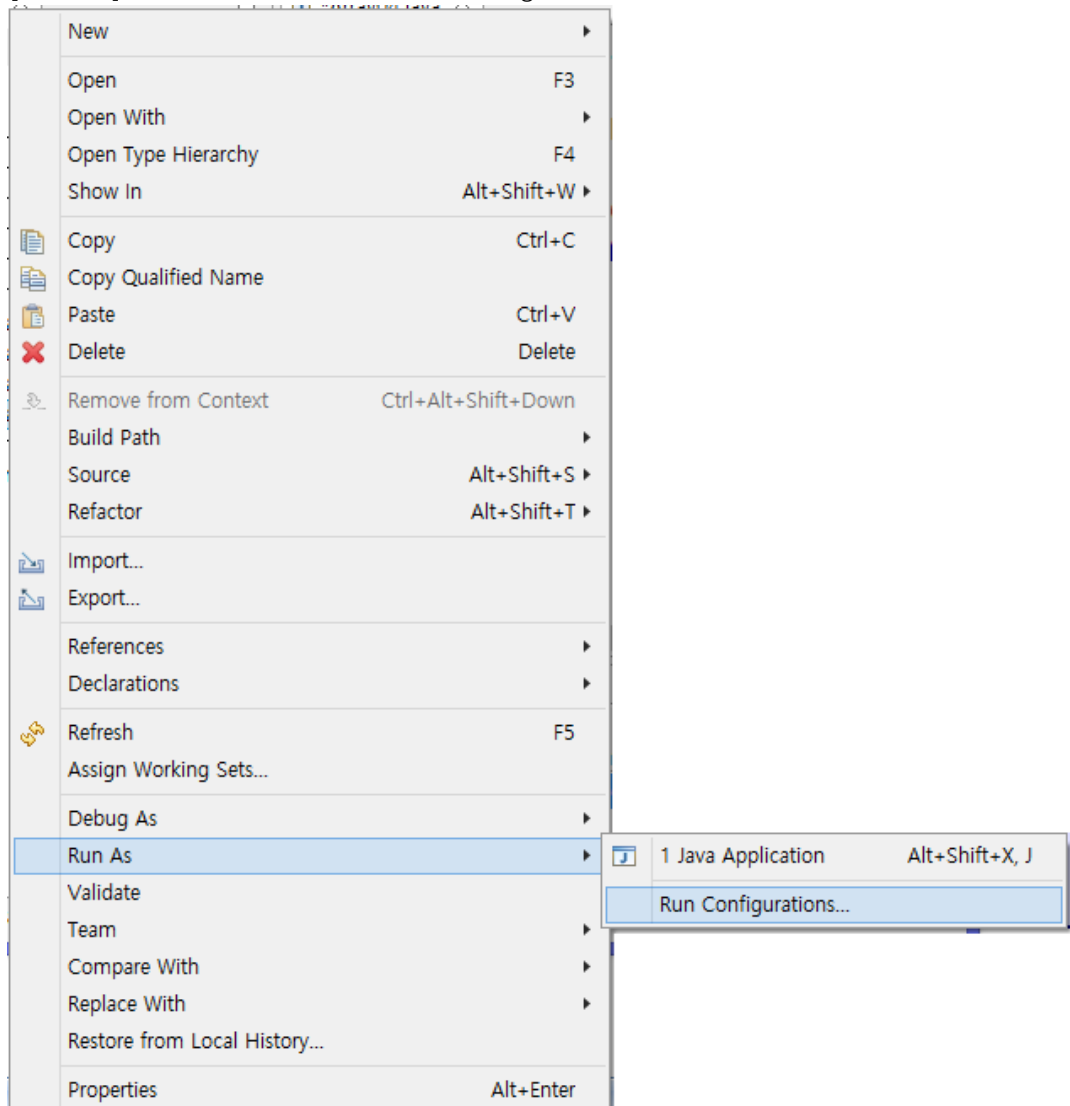 New
Open F3
Open With
Open Type Hierarchy F4
Show In Alt+Shift+W
Copy Ctrl+C
Copy Qualified Name
Paste Ctrl+V
Delete Delete
Remove from Context Ctrl+Alt+Shift+Down
Build Path
Source Alt+Shift+S
Refactor Alt+Shift+T
Import...
Export...
References
Declarations
Refresh F5
Assign Working Sets...
Debug As
Run As
1 Java Application Alt+Shift+X, J
Validate
Run Configurations...
Team
Compare With
Replace With
Restore from Local History...
Properties Alt+Enter